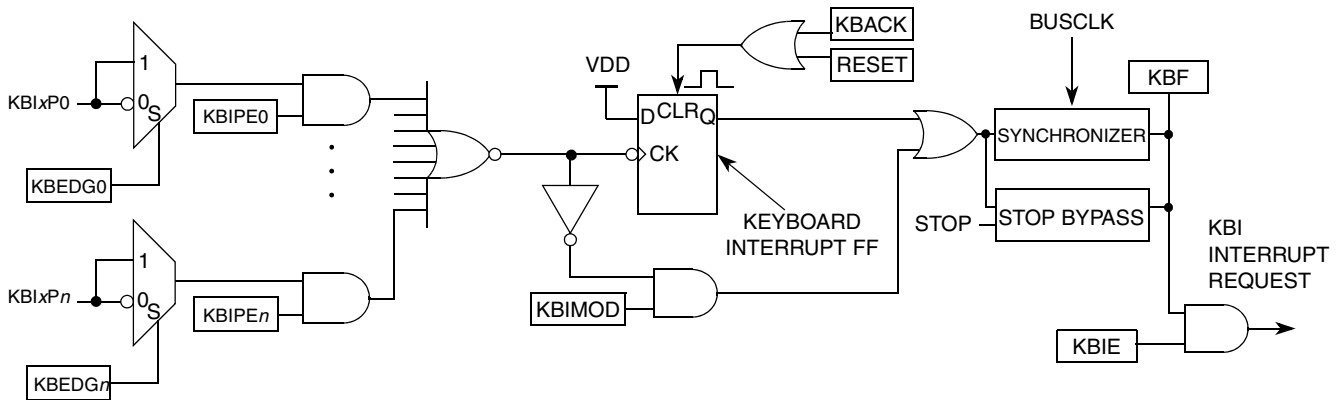 KBIxP0
1
0
S
KBEDG0
KBIPE0
KBIxPn
1
0
S
KBEDGn
KBIPEn
VDD
D
CLR
Q
CK
KBACK
RESET
KEYBOARD
INTERRUPT FF
KBIMOD
BUSCLK
SYNCHRONIZER
STOP
STOP BYPASS
KBF
KBI
INTERRUPT
REQUEST
KBIE